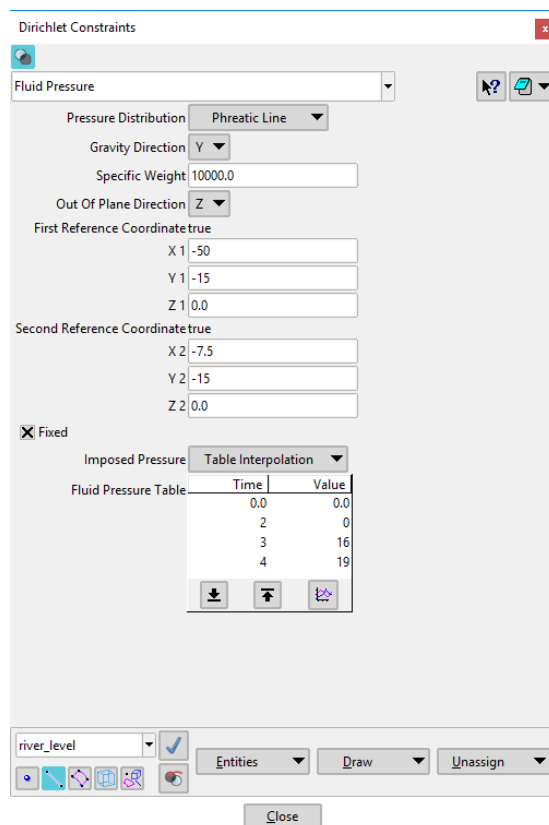 Dirichlet Constraints
x
Fluid Pressure
?
Pressure Distribution Phreatic Line
Gravity Direction Y
Specific Weight 10000.0
Out Of Plane Direction Z
First Reference Coordinate true
X 1 -50
Y 1 -15
Z 1 0.0
Second Reference Coordinate true
X 2 -7.5
Y 2 -15
Z 2 0.0
Fixed
Imposed Pressure Table Interpolation
Fluid Pressure Table Time Value
0.0 0.0
2 0
3 16
4 19
river_level
Entities Draw Unassign
Close